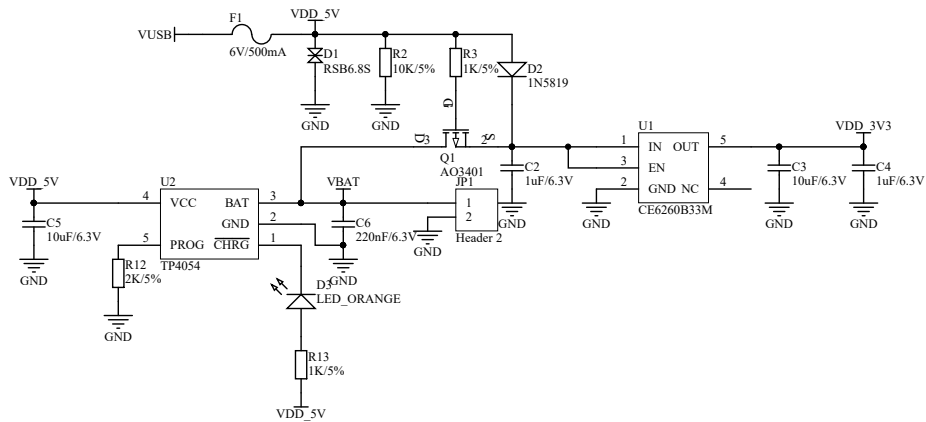 F1
VDD_5V
VUSB
6V/500mA
D1
RSB6.8S
R2
10K/5%
R3
1K/5%
D2
1N5819
GND
GND
G
D
S
3
2
Q1
AO3401
U1
1
IN
OUT
5
3
EN
2
GND
NC
4
CE6260B33M
VDD_3V3
C2
1uF/6.3V
C3
10uF/6.3V
C4
1uF/6.3V
GND
GND
GND
GND
VDD_5V
U2
4
VCC
BAT
3
GND
2
5
PROG
CHRG
1
TP4054
VBAT
JP1
1
2
Header 2
GND
C5
10uF/6.3V
C6
220nF/6.3V
GND
GND
R12
2K/5%
GND
D3
LED_ORANGE
R13
1K/5%
VDD_5V